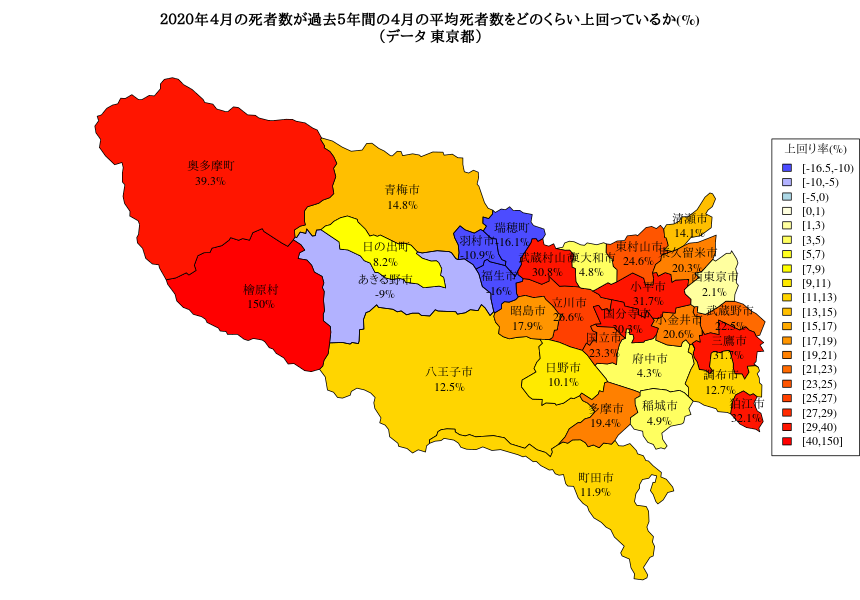 2020年4月の死者数が過去5年間の4月の平均死者数をどのくらい上回っているか(%)
（データ 東京都）
上回り率(%)
[-16.5,-10)
[-10,-5)
[-5,0)
[0,1)
[1,3)
[3,5)
[5,7)
[7,9)
[9,11)
[11,13)
[13,15)
[15,17)
[17,19)
[19,21)
[21,23)
[23,25)
[25,27)
[27,29)
[29,40)
[40,150]
奥多摩町
39.3%
青梅市
14.8%
清瀬市
14.1%
瑞穂町
-16.1%
羽村市
-10.9%
日の出町
8.2%
武蔵村山市
30.8%
東大和市
4.8%
東村山市
24.6%
東久留米市
20.3%
西東京市
2.1%
あきる野市
-9%
福生市
-16%
檜原村
150%
小平市
31.7%
昭島市
17.9%
立川市
26.6%
国分寺市
30.3%
小金井市
20.6%
武蔵野市
22.5%
国立市
23.3%
三鷹市
31.7%
府中市
4.3%
八王子市
12.5%
日野市
10.1%
調布市
12.7%
多摩市
19.4%
稲城市
4.9%
狛江市
32.1%
町田市
11.9%